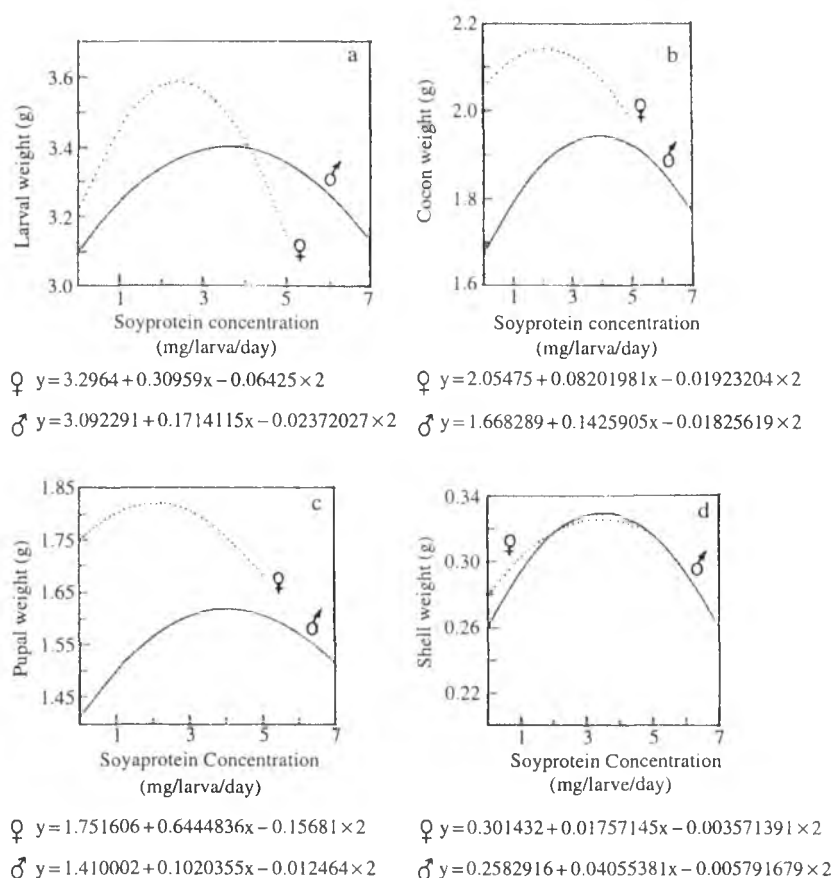 a
3.6
3.4
3.2
3.0
Larval weight (g)
♂
♀
1 3 5 7
Soyprotein concentration
(mg/larva/day)
♀ y=3.2964+0.30959x−0.06425×2
♂ y=3.092291+0.1714115x−0.02372027×2
b
2.2
2.0
1.8
1.6
Cocon weight (g)
♀
♂
1 3 5 7
Soyprotein concentration
(mg/larva/day)
♀ y=2.05475+0.08201981x−0.01923204×2
♂ y=1.668289+0.1425905x−0.01825619×2
c
1.85
1.75
1.65
1.55
1.45
Pupal weight (g)
♀
♂
1 3 5 7
Soyaprotein Concentration
(mg/larva/day)
♀ y=1.751606+0.6444836x−0.15681×2
♂ y=1.410002+0.1020355x−0.012464×2
d
0.34
0.30
0.26
0.22
Shell weight (g)
♀
♂
1 3 5 7
Soyprotein Concentration
(mg/larve/day)
♀ y=0.301432+0.01757145x−0.003571391×2
♂ y=0.2582916+0.04055381x−0.005791679×2